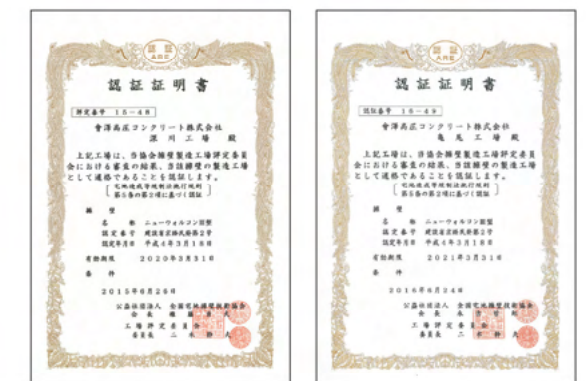 認証
認証証明書
評定番号 15-48
會澤高圧コンクリート株式会社
深川工場 殿
上記工場は、当協会擁壁製造工場評定委員
会における審査の結果、当該擁壁の製造工場
として適格であることを認証します。
宅地造成等規制法施行規則
第5条の第2項に基づく認証
擁壁
名称 ニューウォルコン擁壁
認定番号 建設省経民発第2号
認定年月日 平成4年3月18日
有効期限 2020年3月31日
条件
2015年6月26日
公益社団法人 全国宅地擁壁技術協会
会長
工場評定委員会
委員長 二木幹夫
認証
認証証明書
認証番号 15-49
會澤高圧コンクリート株式会社
亀尾工場殿
上記工場は、当協会擁壁製造工場評定委員
会における審査の結果、当該擁壁の製造工場
として適格であることを認証します。
宅地造成等規制法施行規則
第5条の第2項に基づく認証
擁壁
名称 ニューウォルコン擁壁
認定番号 建設省経民発第2号
認定年月日 平成4年3月18日
有効期限 2021年3月31日
条件
2016年6月24日
公益社団法人 全国宅地擁壁技術協会
会長
工場評定委員会
委員長 二木幹夫